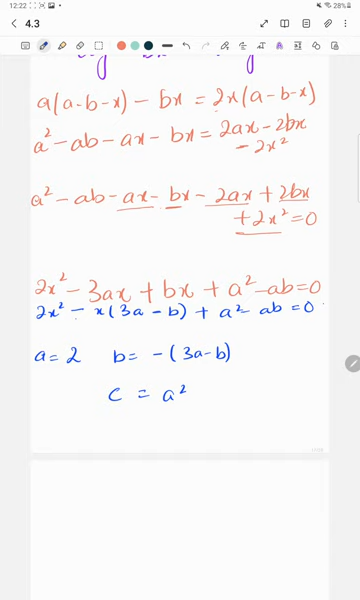 12:22
28%
4.3
a(a-b-x) - bx = 2x(a-b-x)
a² - ab - ax - bx = 2ax - 2bx
- 2x²
a² - ab - ax - bx - 2ax + 2bx
+ 2x² = 0
2x² - 3ax + bx + a² - ab = 0
2x² - x(3a - b) + a² - ab = 0
a = 2 b = -(3a-b)
c = a²